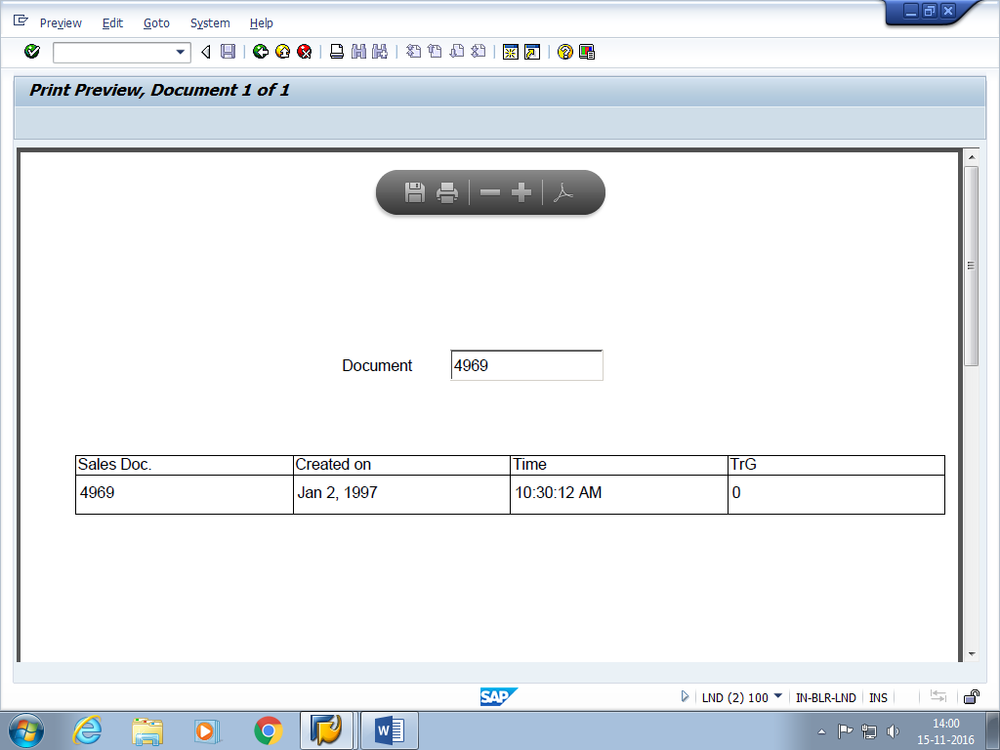 Preview Edit Goto System Help
Print Preview, Document 1 of 1
Document 4969
Sales Doc. Created on Time TrG
4969 Jan 2, 1997 10:30:12 AM 0
SAP LND (2) 100 IN-BLR-LND INS
14:00
15-11-2016